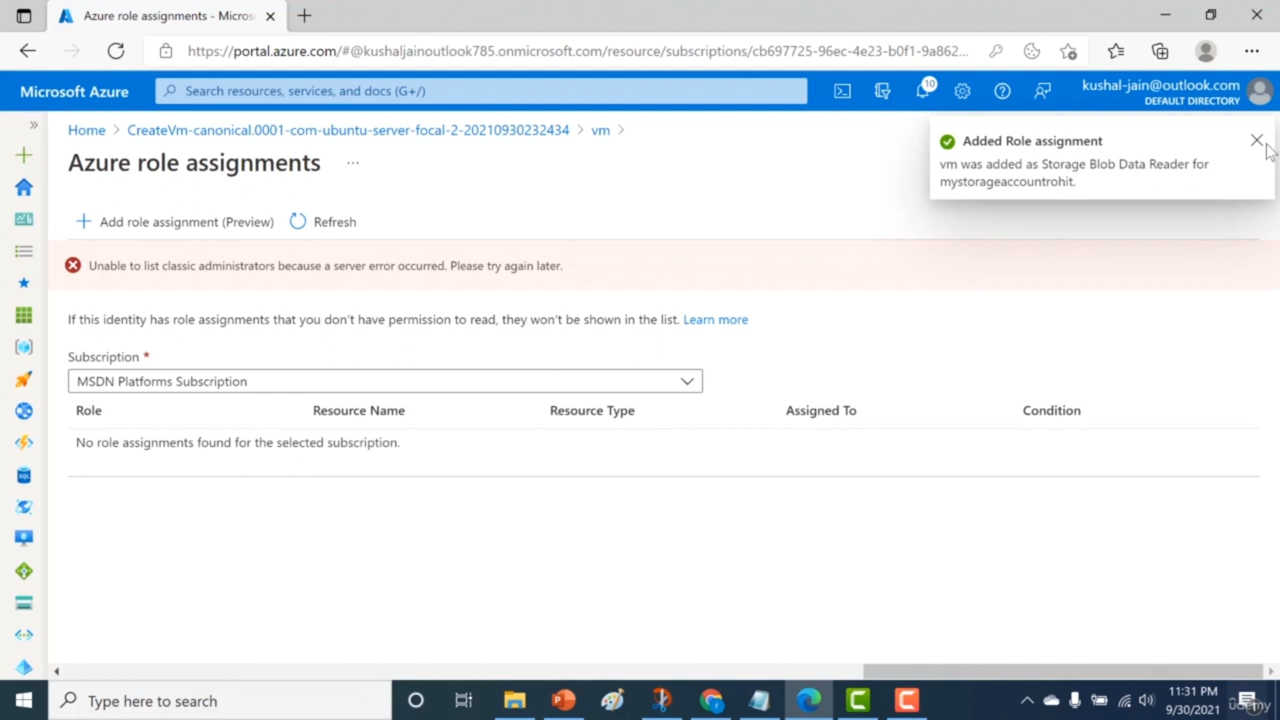 Azure role assignments - Micros
https://portal.azure.com/#@kushaljainoutlook785.onmicrosoft.com/resource/subscriptions/cb697725-96ec-4e23-b0f1-9a862...
Microsoft Azure
Search resources, services, and docs (G+/)
10
kushal-jain@outlook.com
DEFAULT DIRECTORY
Home > CreateVm-canonical.0001-com-ubuntu-server-focal-2-20210930232434 > vm >
Azure role assignments ...
Added Role assignment
vm was added as Storage Blob Data Reader for
mystorageaccountrohit.
Add role assignment (Preview) Refresh
Unable to list classic administrators because a server error occurred. Please try again later.
If this identity has role assignments that you don't have permission to read, they won't be shown in the list. Learn more
Subscription *
MSDN Platforms Subscription
Role Resource Name Resource Type Assigned To Condition
No role assignments found for the selected subscription.
Type here to search
11:31 PM
9/30/2021
udemy